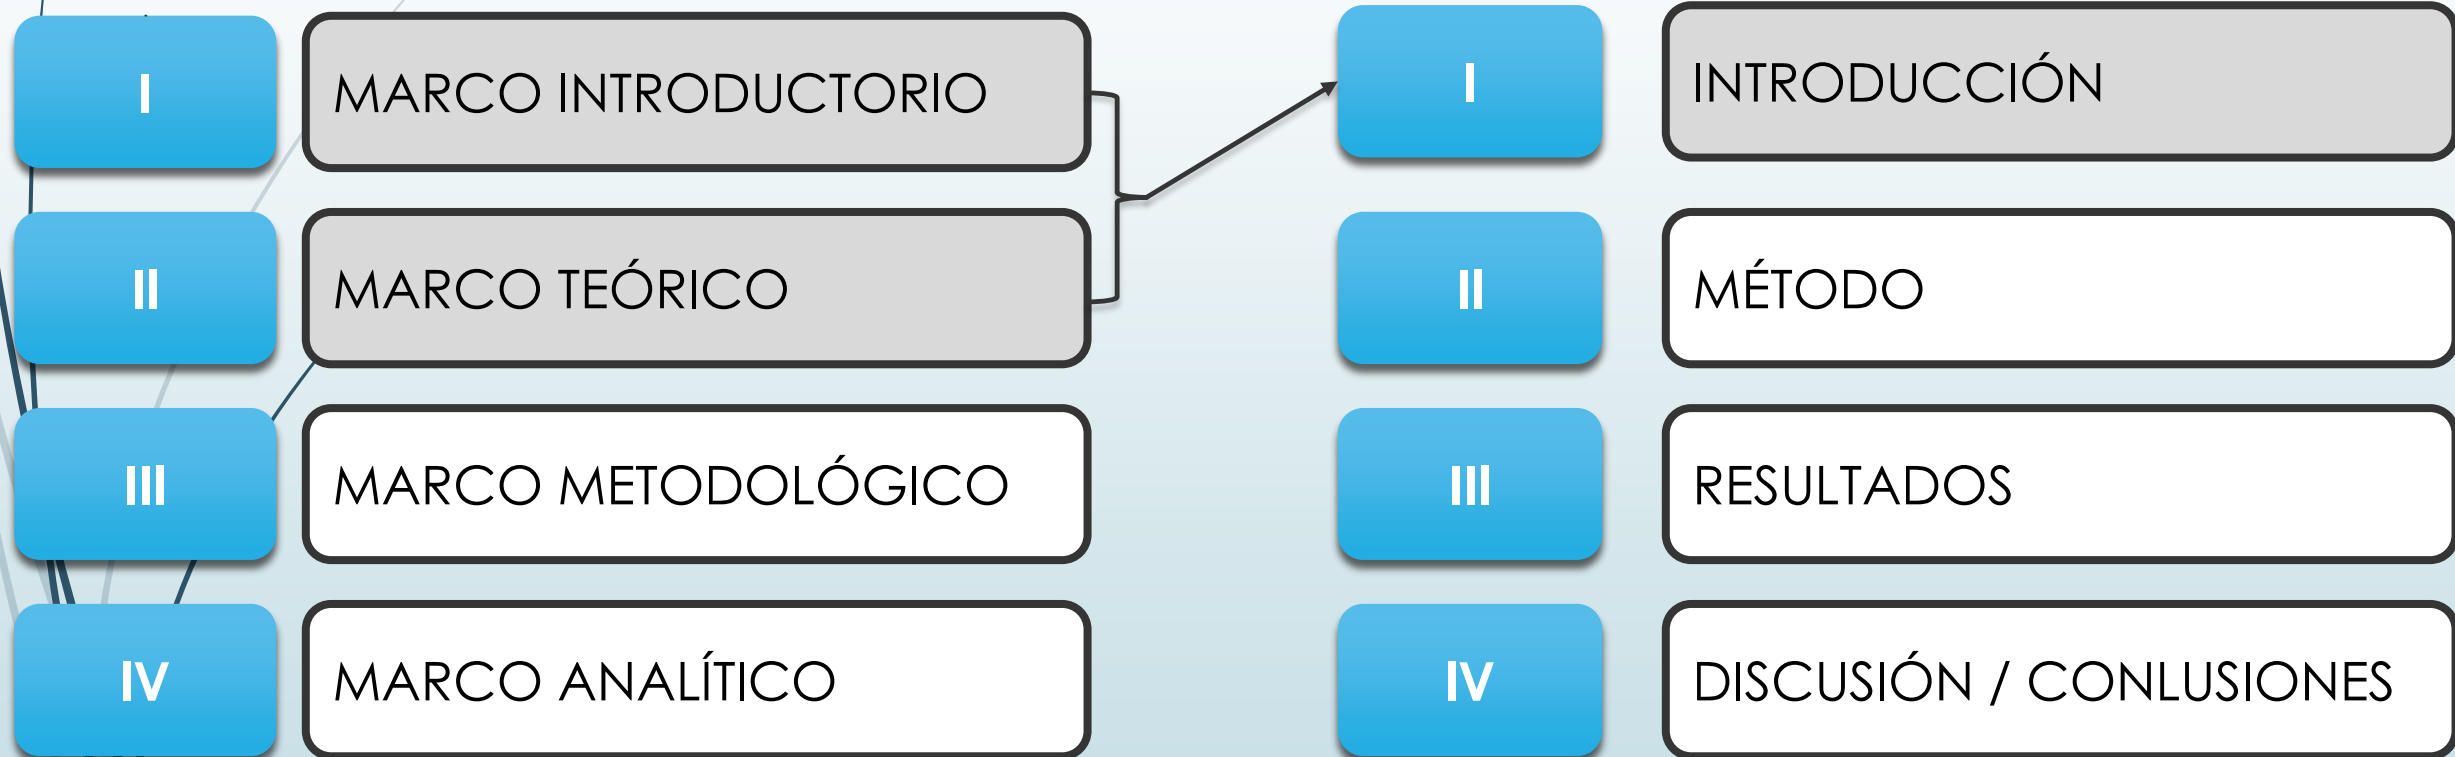 I
MARCO INTRODUCTORIO
II
MARCO TEÓRICO
III
MARCO METODOLÓGICO
IV
MARCO ANALÍTICO
I
INTRODUCCIÓN
II
MÉTODO
III
RESULTADOS
IV
DISCUSIÓN / CONLUSIONES